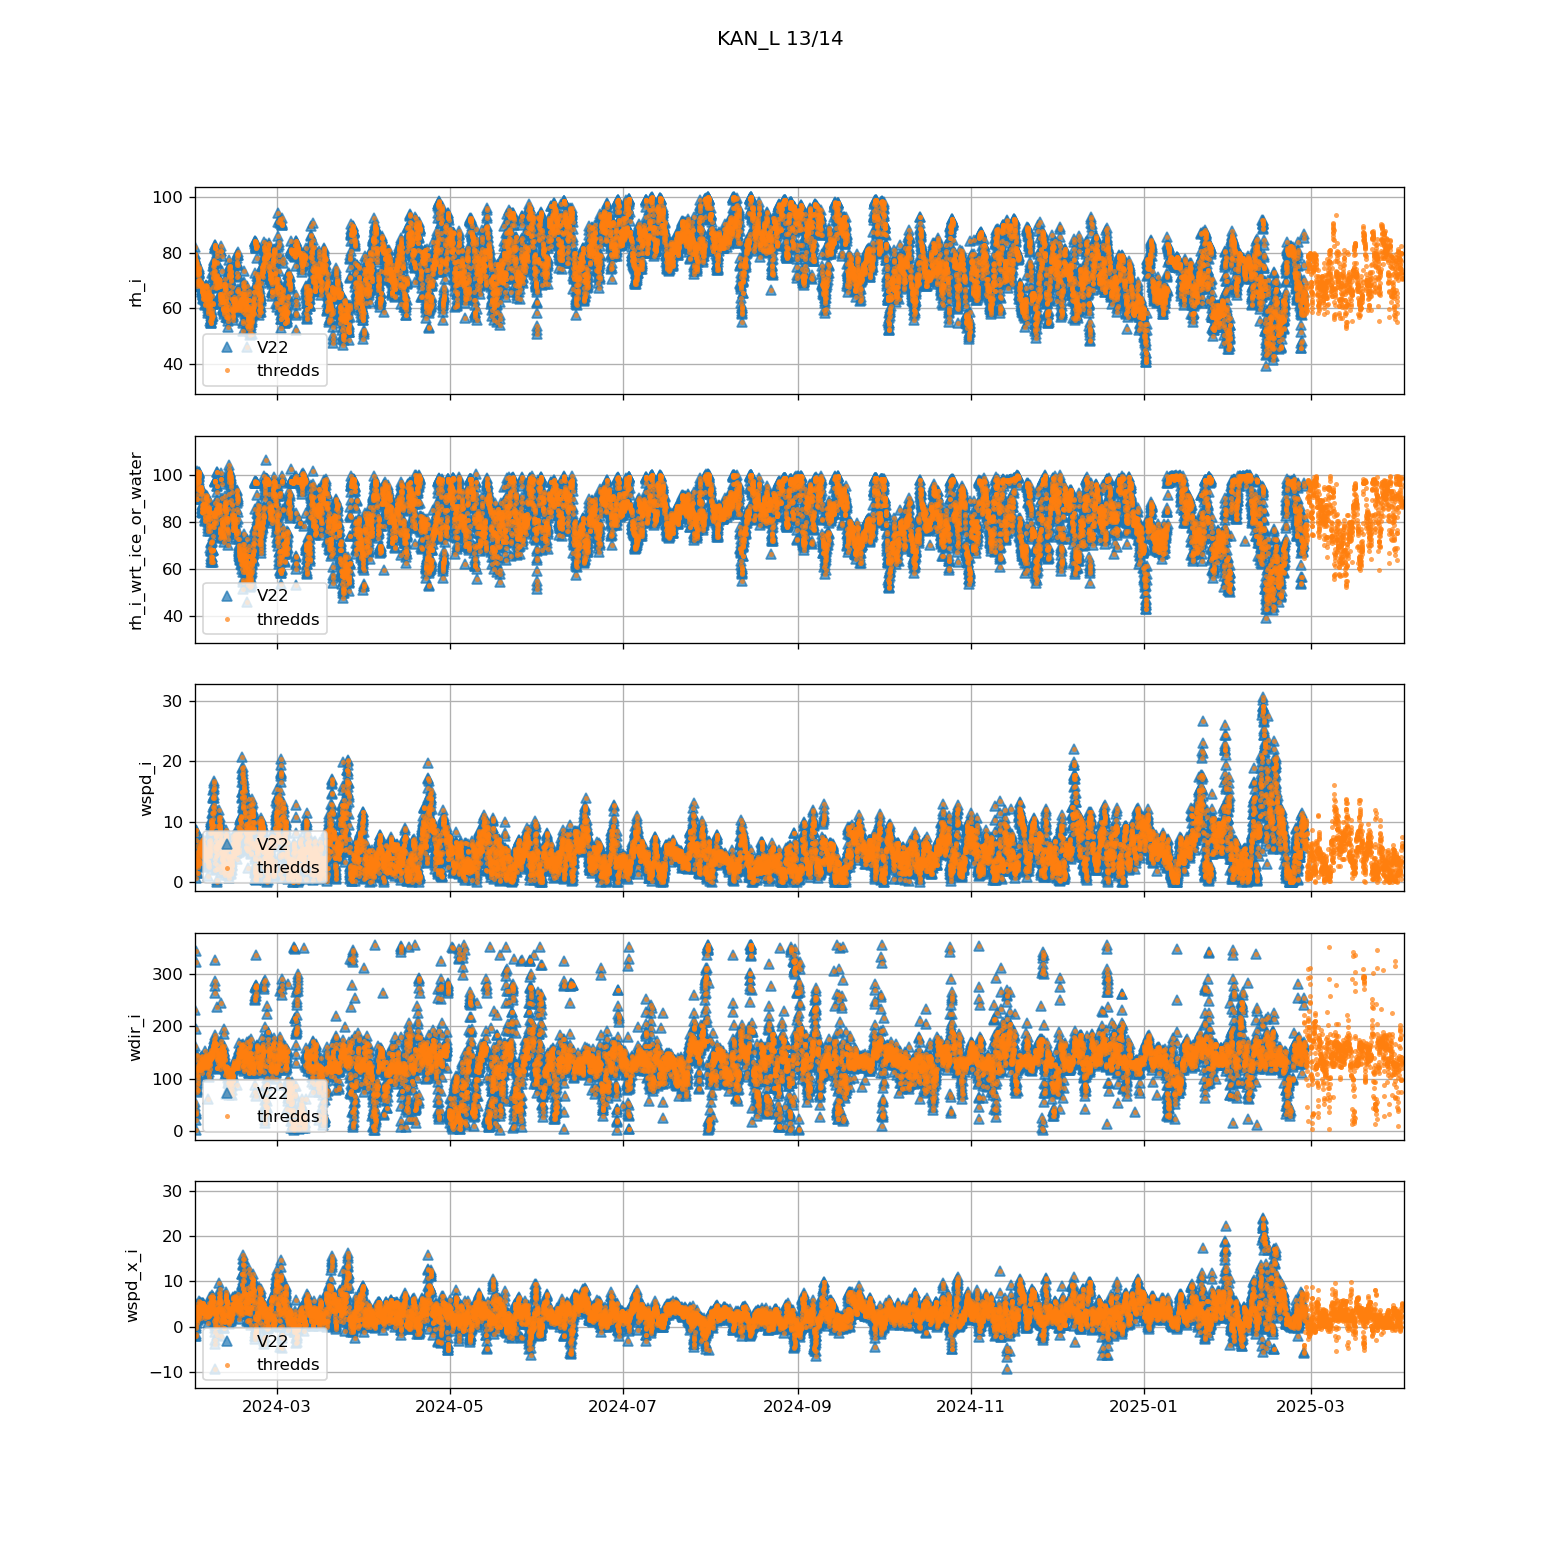 KAN_L 13/14
100
80
60
40
rh_i
V22
thredds
100
80
60
40
rh_i_wrt_ice_or_water
V22
thredds
30
20
10
0
wspd_i
V22
thredds
300
200
100
0
wdir_i
V22
thredds
30
20
10
0
−10
wspd_x_i
V22
thredds
2024-03 2024-05 2024-07 2024-09 2024-11 2025-01 2025-03